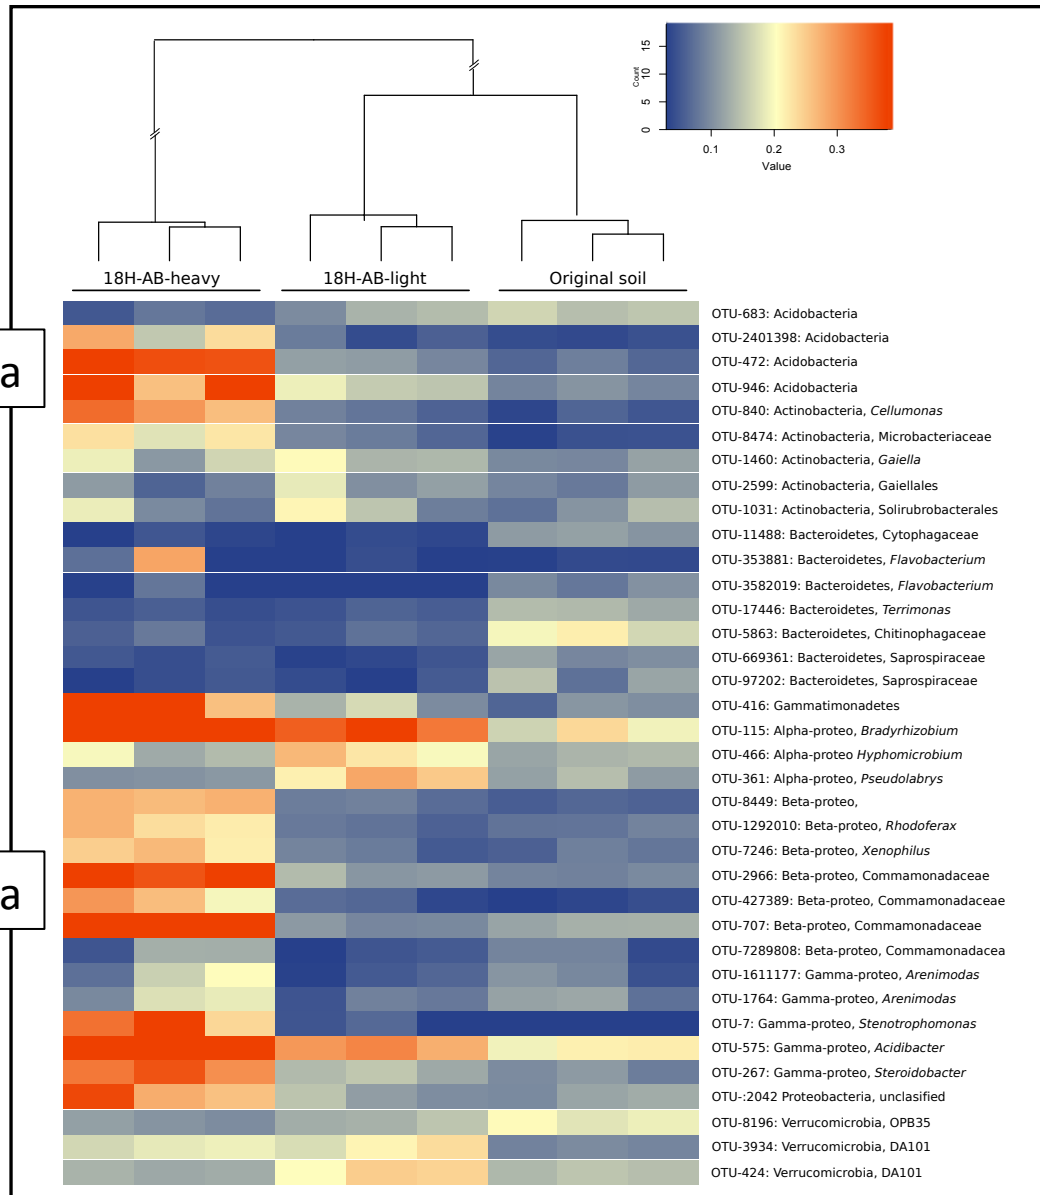 15
10
5
0
Count
0.1 0.2 0.3
Value
18H-AB-heavy 18H-AB-light Original soil
OTU-683: Acidobacteria
OTU-2401398: Acidobacteria
a
OTU-472: Acidobacteria
OTU-946: Acidobacteria
OTU-840: Actinobacteria, Cellumonas
OTU-8474: Actinobacteria, Microbacteriaceae
OTU-1460: Actinobacteria, Gaiella
OTU-2599: Actinobacteria, Gaiellales
OTU-1031: Actinobacteria, Solirubrobacterales
OTU-11488: Bacteroidetes, Cytophagaceae
OTU-353881: Bacteroidetes, Flavobacterium
OTU-3582019: Bacteroidetes, Flavobacterium
OTU-17446: Bacteroidetes, Terrimonas
OTU-5863: Bacteroidetes, Chitinophagaceae
OTU-669361: Bacteroidetes, Saprospiraceae
OTU-97202: Bacteroidetes, Saprospiraceae
OTU-416: Gammatimonadetes
OTU-115: Alpha-proteo, Bradyrhizobium
OTU-466: Alpha-proteo Hyphomicrobium
OTU-361: Alpha-proteo, Pseudolabrys
OTU-8449: Beta-proteo,
OTU-1292010: Beta-proteo, Rhodoferax
OTU-7246: Beta-proteo, Xenophilus
OTU-2966: Beta-proteo, Commamonadaceae
a
OTU-427389: Beta-proteo, Commamonadaceae
OTU-707: Beta-proteo, Commamonadaceae
OTU-7289808: Beta-proteo, Commamonadacea
OTU-1611177: Gamma-proteo, Arenimodas
OTU-1764: Gamma-proteo, Arenimodas
OTU-7: Gamma-proteo, Stenotrophomonas
OTU-575: Gamma-proteo, Acidibacter
OTU-267: Gamma-proteo, Steroidobacter
OTU-:2042 Proteobacteria, unclassified
OTU-8196: Verrucomicrobia, OPB35
OTU-3934: Verrucomicrobia, DA101
OTU-424: Verrucomicrobia, DA101